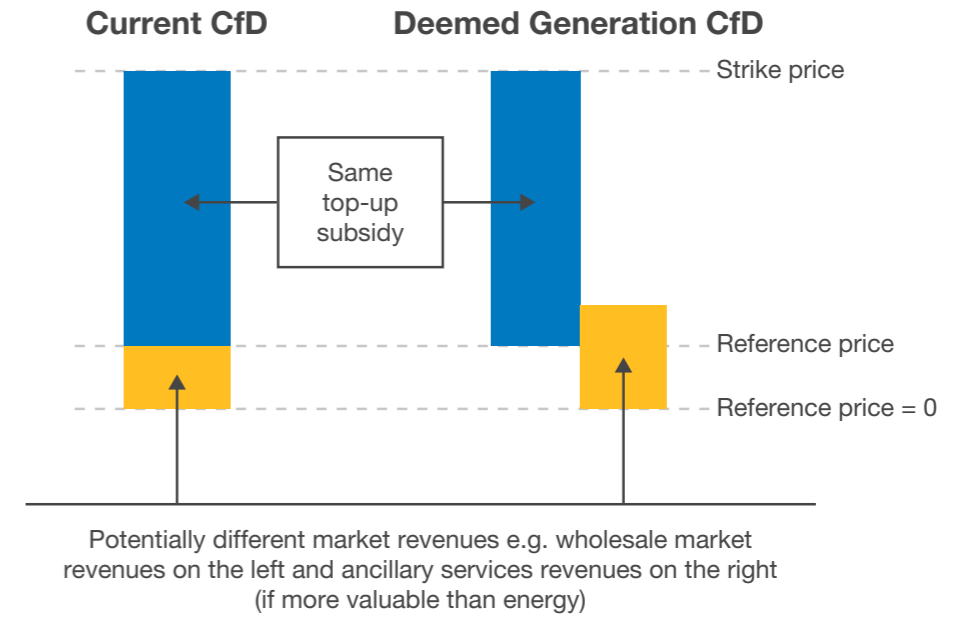 Current CfD
Deemed Generation CfD
Strike price
Same
top-up
subsidy
Reference price
Reference price = 0
Potentially different market revenues e.g. wholesale market
revenues on the left and ancillary services revenues on the right
(if more valuable than energy)